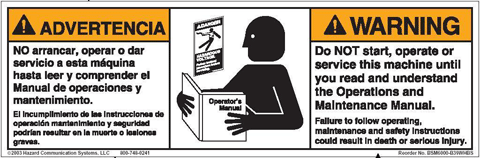 ADVERTENCIA
NO arrancar, operar o dar
servicio a esta máquina
hasta leer y comprender el
Manual de operaciones y
mantenimiento.
El incumplimiento de las instrucciones de
operación mantenimiento y seguridad
podrían resultar en la muerte o lesiones
graves.
©2003 Hazard Communication Systems, LLC 800-748-0241
DANGER
HAZARDOUS
VOLTAGE
Operator's
Manual
WARNING
Do NOT start, operate or
service this machine until
you read and understand
the Operations and
Maintenance Manual.
Failure to follow operating,
maintenance and safety instructions
could result in death or serious injury.
Reorder No.